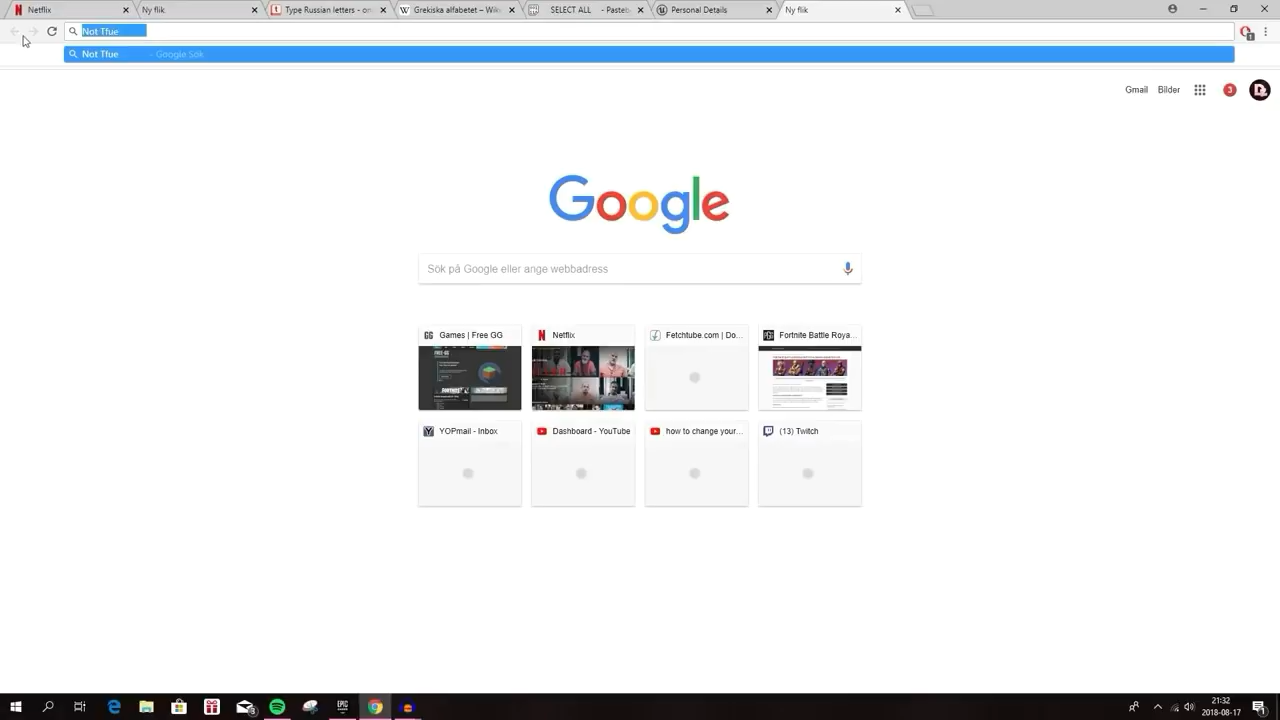 Netflix
Ny flik
Type Russian letters - on
Grekiska alfabetet – Wik
SELECT ALL - Pasteb
Personal Details
Ny flik
Not Tfue
Not Tfue - Google Sök
Gmail Bilder 3
Google
Sök på Google eller ange webbadress
GG Games | Free GG
Netflix
Fetchtube.com | Do...
Fortnite Battle Roya...
YOPmail - Inbox
Dashboard - YouTube
how to change your...
(13) Twitch
EPIC
21:32
2018-08-17